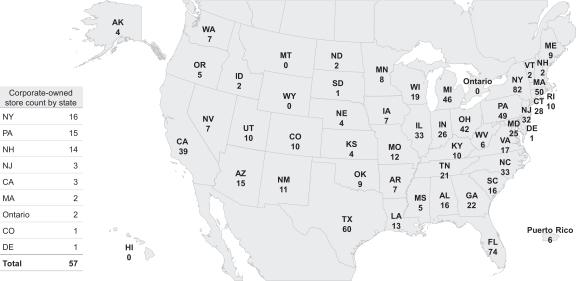 AK
4
WA
7
ME
9
MT
0
ND
2
VT
2
NH
2
OR
5
MN
8
ID
2
SD
1
Ontario
0
NY
82
MA
50
WI
19
MI
46
RI
10
CT
28
Corporate-owned
store count by state
WY
0
PA
49
NJ
32
NY 16
IA
7
NE
4
OH
42
MD
25
DE
1
PA 15
NV
7
IL
33
IN
26
WV
6
NH 14
UT
10
CO
10
VA
17
NJ 3
CA
39
KS
4
MO
12
KY
10
CA 3
NC
33
TN
21
MA 2
AZ
15
NM
11
OK
9
AR
7
SC
16
Ontario 2
MS
5
AL
16
GA
22
CO 1
TX
60
LA
13
Puerto Rico
6
DE 1
HI
0
FL
74
Total 57